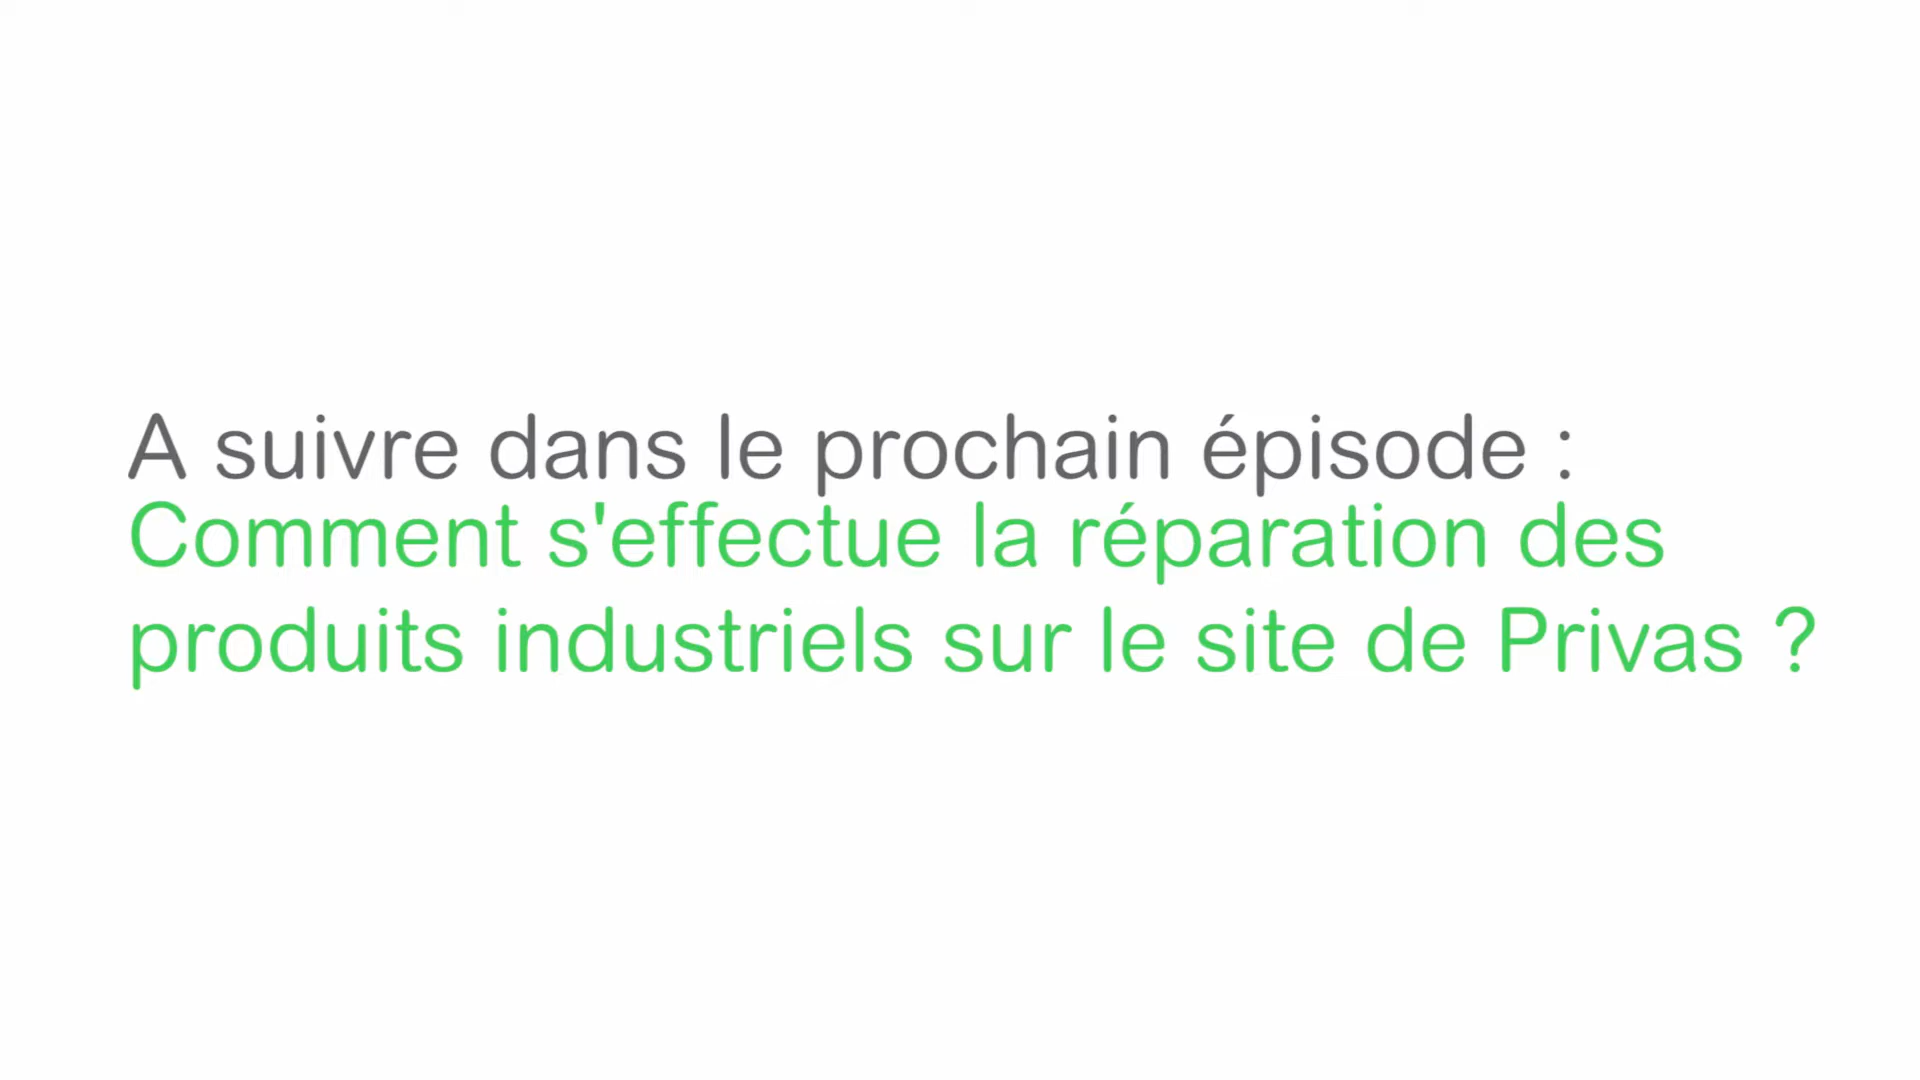 A suivre dans le prochain épisode :
Comment s'effectue la réparation des
produits industriels sur le site de Privas ?